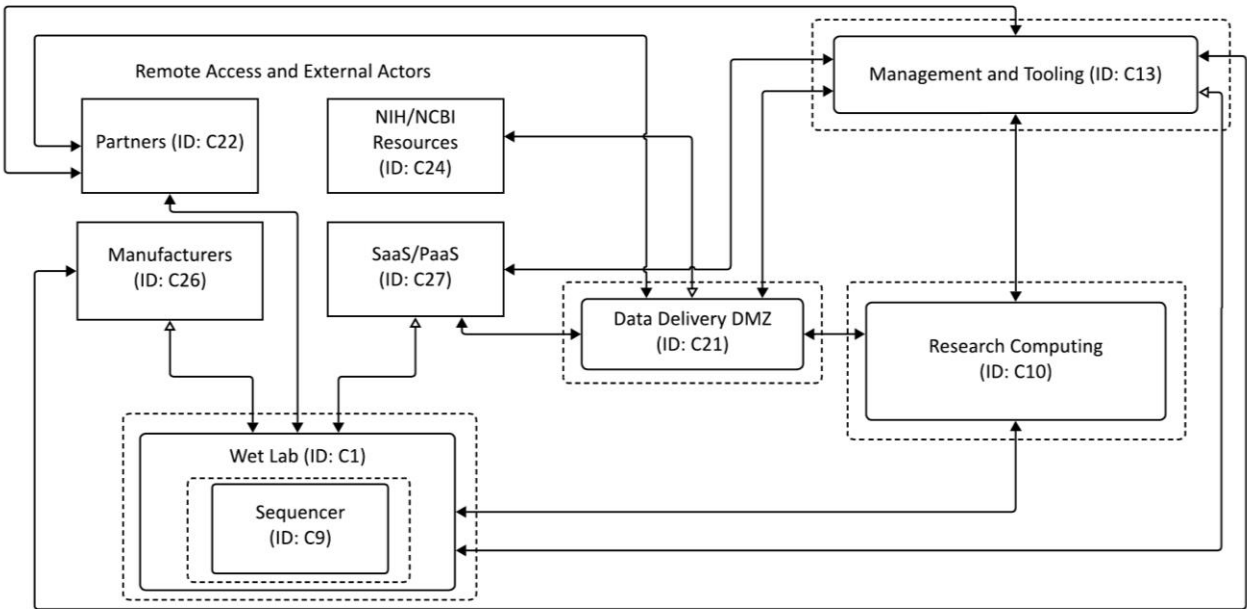 Remote Access and External Actors
Management and Tooling (ID: C13)
Partners (ID: C22)
NIH/NCBI
Resources
(ID: C24)
Manufacturers
(ID: C26)
SaaS/PaaS
(ID: C27)
Data Delivery DMZ
(ID: C21)
Research Computing
(ID: C10)
Wet Lab (ID: C1)
Sequencer
(ID: C9)